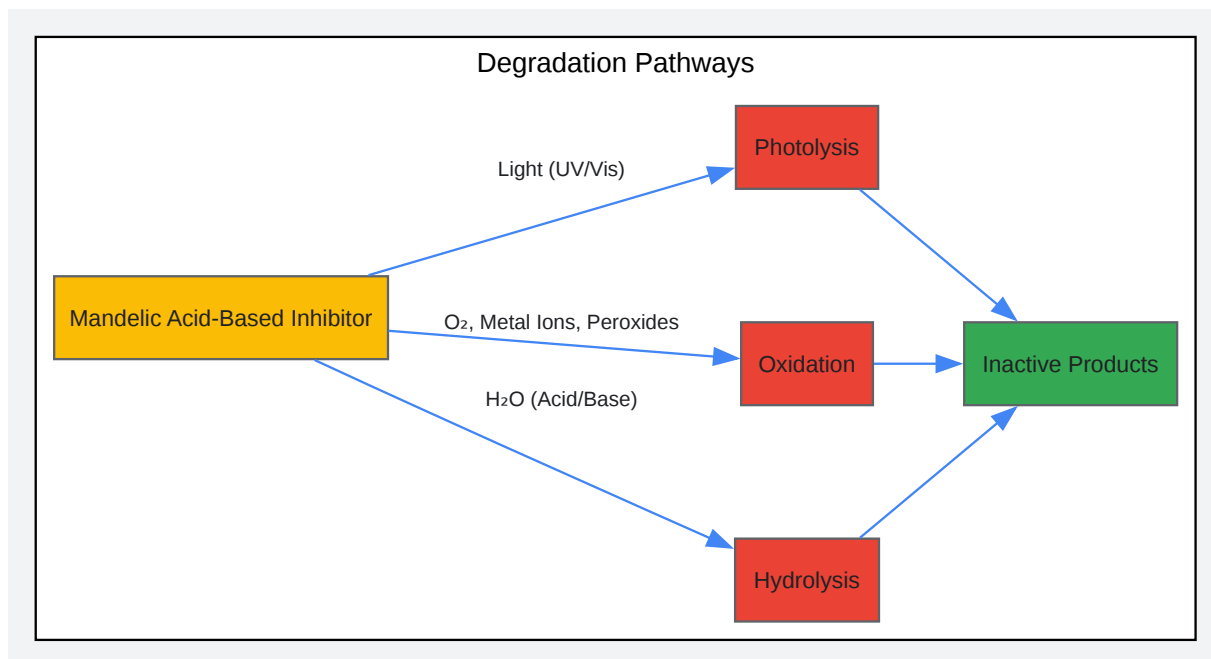 Degradation Pathways
Photolysis
Light (UV/Vis)
Mandelic Acid-Based Inhibitor
O₂, Metal Ions, Peroxides
Oxidation
Inactive Products
H₂O (Acid/Base)
Hydrolysis